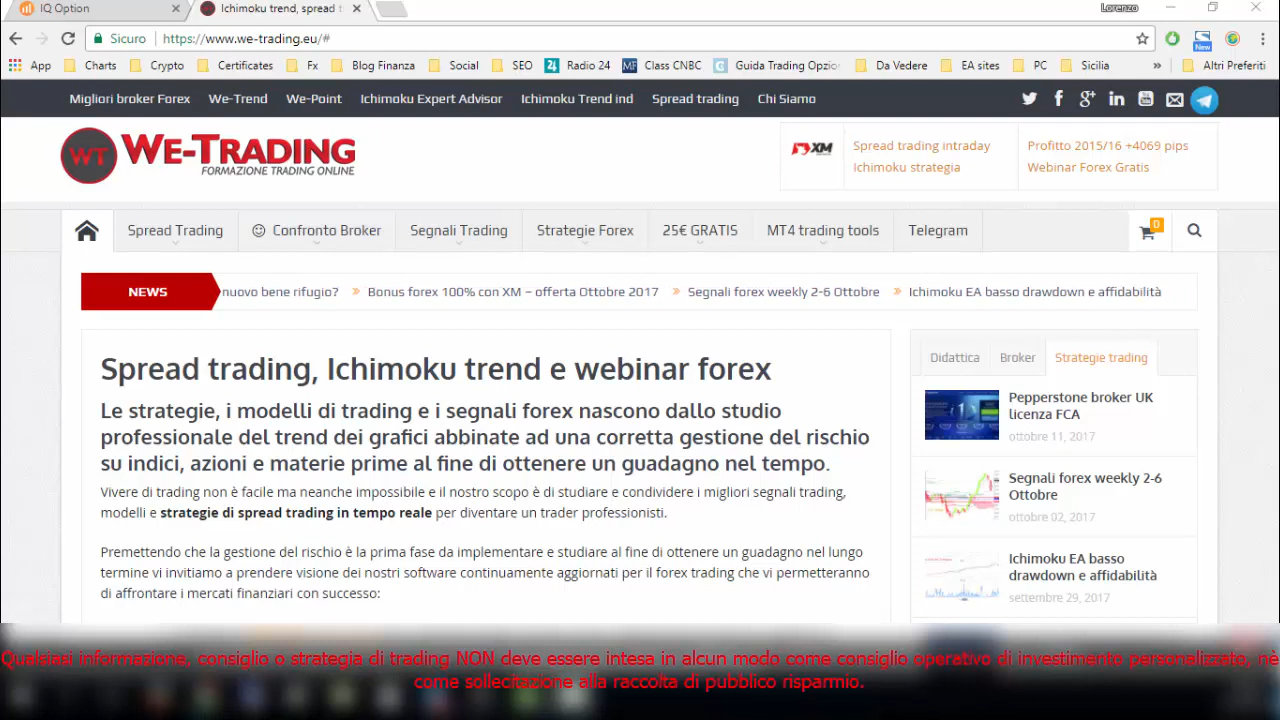 IQ Option
Ichimoku trend, spread t
Lorenzo
Sicuro
https://www.we-trading.eu/#
New
App
Charts
Crypto
Certificates
Fx
Blog Finanza
Social
SEO
24
Radio 24
MF
Class CNBC
Guida Trading Opzio
Da Vedere
EA sites
PC
Sicilia
»
Altri Preferiti
Migliori broker Forex
We-Trend
We-Point
Ichimoku Expert Advisor
Ichimoku Trend ind
Spread trading
Chi Siamo
WT
WE-TRADING
FORMAZIONE TRADING ONLINE
XM
Spread trading intraday
Ichimoku strategia
Profitto 2015/16 +4069 pips
Webinar Forex Gratis
Spread Trading
Confronto Broker
Segnali Trading
Strategie Forex
25€ GRATIS
MT4 trading tools
Telegram
0
NEWS
nuovo bene rifugio?
Bonus forex 100% con XM – offerta Ottobre 2017
Segnali forex weekly 2-6 Ottobre
Ichimoku EA basso drawdown e affidabilità
Spread trading, Ichimoku trend e webinar forex
Le strategie, i modelli di trading e i segnali forex nascono dallo studio
professionale del trend dei grafici abbinate ad una corretta gestione del rischio
su indici, azioni e materie prime al fine di ottenere un guadagno nel tempo.
Vivere di trading non è facile ma neanche impossibile e il nostro scopo è di studiare e condividere i migliori segnali trading,
modelli e strategie di spread trading in tempo reale per diventare un trader professionisti.
Premettendo che la gestione del rischio è la prima fase da implementare e studiare al fine di ottenere un guadagno nel lungo
termine vi invitiamo a prendere visione dei nostri software continuamente aggiornati per il forex trading che vi permetteranno
di affrontare i mercati finanziari con successo:
Didattica
Broker
Strategie trading
Pepperstone broker UK
licenza FCA
ottobre 11, 2017
Segnali forex weekly 2-6
Ottobre
ottobre 02, 2017
Ichimoku EA basso
drawdown e affidabilità
settembre 29, 2017
Qualsiasi informazione, consiglio o strategia di trading NON deve essere intesa in alcun modo come consiglio operativo di investimento personalizzato, nè
come sollecitazione alla raccolta di pubblico risparmio.